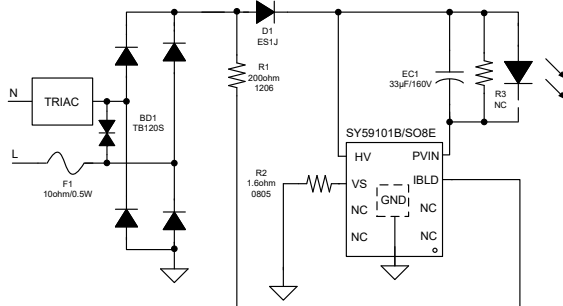 D1
ES1J
R1
200ohm
1206
EC1
33μF/160V
R3
NC
N
TRIAC
BD1
TB120S
L
F1
10ohm/0.5W
SY59101B/SO8E
HV
PVIN
R2
1.6ohm
0805
VS
IBLD
GND
NC
NC
NC
NC